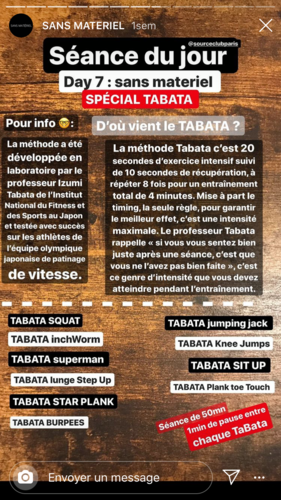 SANS MATERIEL 1sem
@sourceclubparis
Séance du jour
Day 7 : sans materiel
SPÉCIAL TABATA
Pour info 🤓:
La méthode a été
développée en
laboratoire par le
professeur Izumi
Tabata de l'Institut
National du Fitness et
des Sports au Japon
et testée avec succès
sur les athlètes de
l'équipe olympique
japonaise de patinage
de vitesse.
D'où vient le TABATA ?
La méthode Tabata c'est 20
secondes d'exercice intensif suivi
de 10 secondes de récupération, à
répéter 8 fois pour un entraînement
total de 4 minutes. Mise à part le
timing, la seule règle, pour garantir
le meilleur effet, c'est une intensité
maximale. Le professeur Tabata
rappelle « si vous vous sentez bien
juste après une séance, c'est que
vous ne l'avez pas bien faite », c'est
ce genre d'intensité que vous devez
atteindre pendant l'entraînement.
TABATA SQUAT
TABATA inchWorm
TABATA superman
TABATA lunge Step Up
TABATA STAR PLANK
TABATA BURPEES
TABATA jumping jack
TABATA Knee Jumps
TABATA SIT UP
TABATA Plank toe Touch
Séance de 50mn
1min de pause entre
chaque TaBata
Envoyer un message